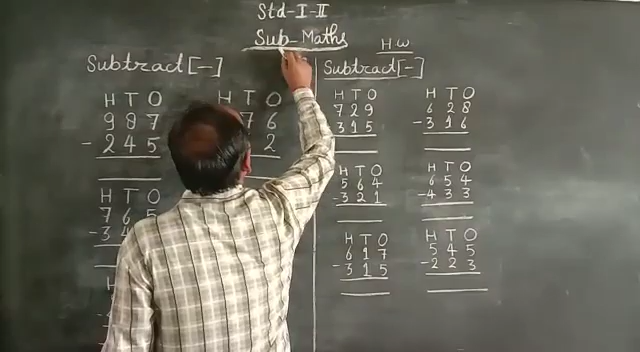 Std-I-II
Sub-Maths
Subtract[-]
H T O
9 8 7
- 2 4 5
H T O
7 6
2
H T O
7 6 5
- 3 4
H W
Subtract[-]
H T O
7 2 9
3 1 5
H T O
6 2 8
- 3 1 6
H T O
5 6 4
- 3 2 1
H T O
6 5 4
- 4 3 3
H T O
6 1 7
- 3 1 5
H T O
5 4 5
- 2 2 3